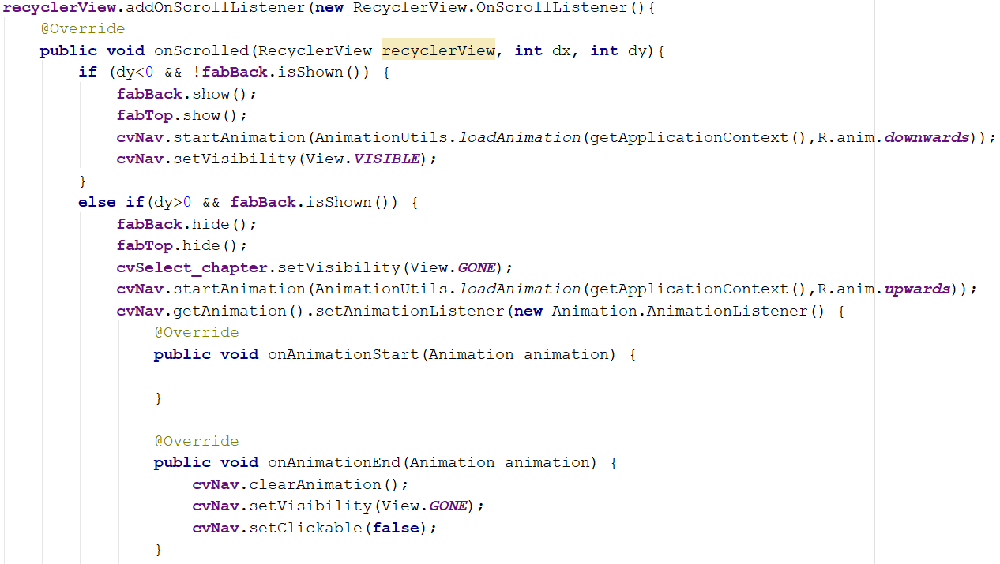 recyclerView.addOnScrollListener(new RecyclerView.OnScrollListener(){
    @Override
    public void onScrolled(RecyclerView recyclerView, int dx, int dy){
        if (dy<0 && !fabBack.isShown()) {
            fabBack.show();
            fabTop.show();
            cvNav.startAnimation(AnimationUtils.loadAnimation(getApplicationContext(),R.anim.downwards));
            cvNav.setVisibility(View.VISIBLE);
        }
        else if(dy>0 && fabBack.isShown()) {
            fabBack.hide();
            fabTop.hide();
            cvSelect_chapter.setVisibility(View.GONE);
            cvNav.startAnimation(AnimationUtils.loadAnimation(getApplicationContext(),R.anim.upwards));
            cvNav.getAnimation().setAnimationListener(new Animation.AnimationListener() {
                @Override
                public void onAnimationStart(Animation animation) {

                }

                @Override
                public void onAnimationEnd(Animation animation) {
                    cvNav.clearAnimation();
                    cvNav.setVisibility(View.GONE);
                    cvNav.setClickable(false);
                }